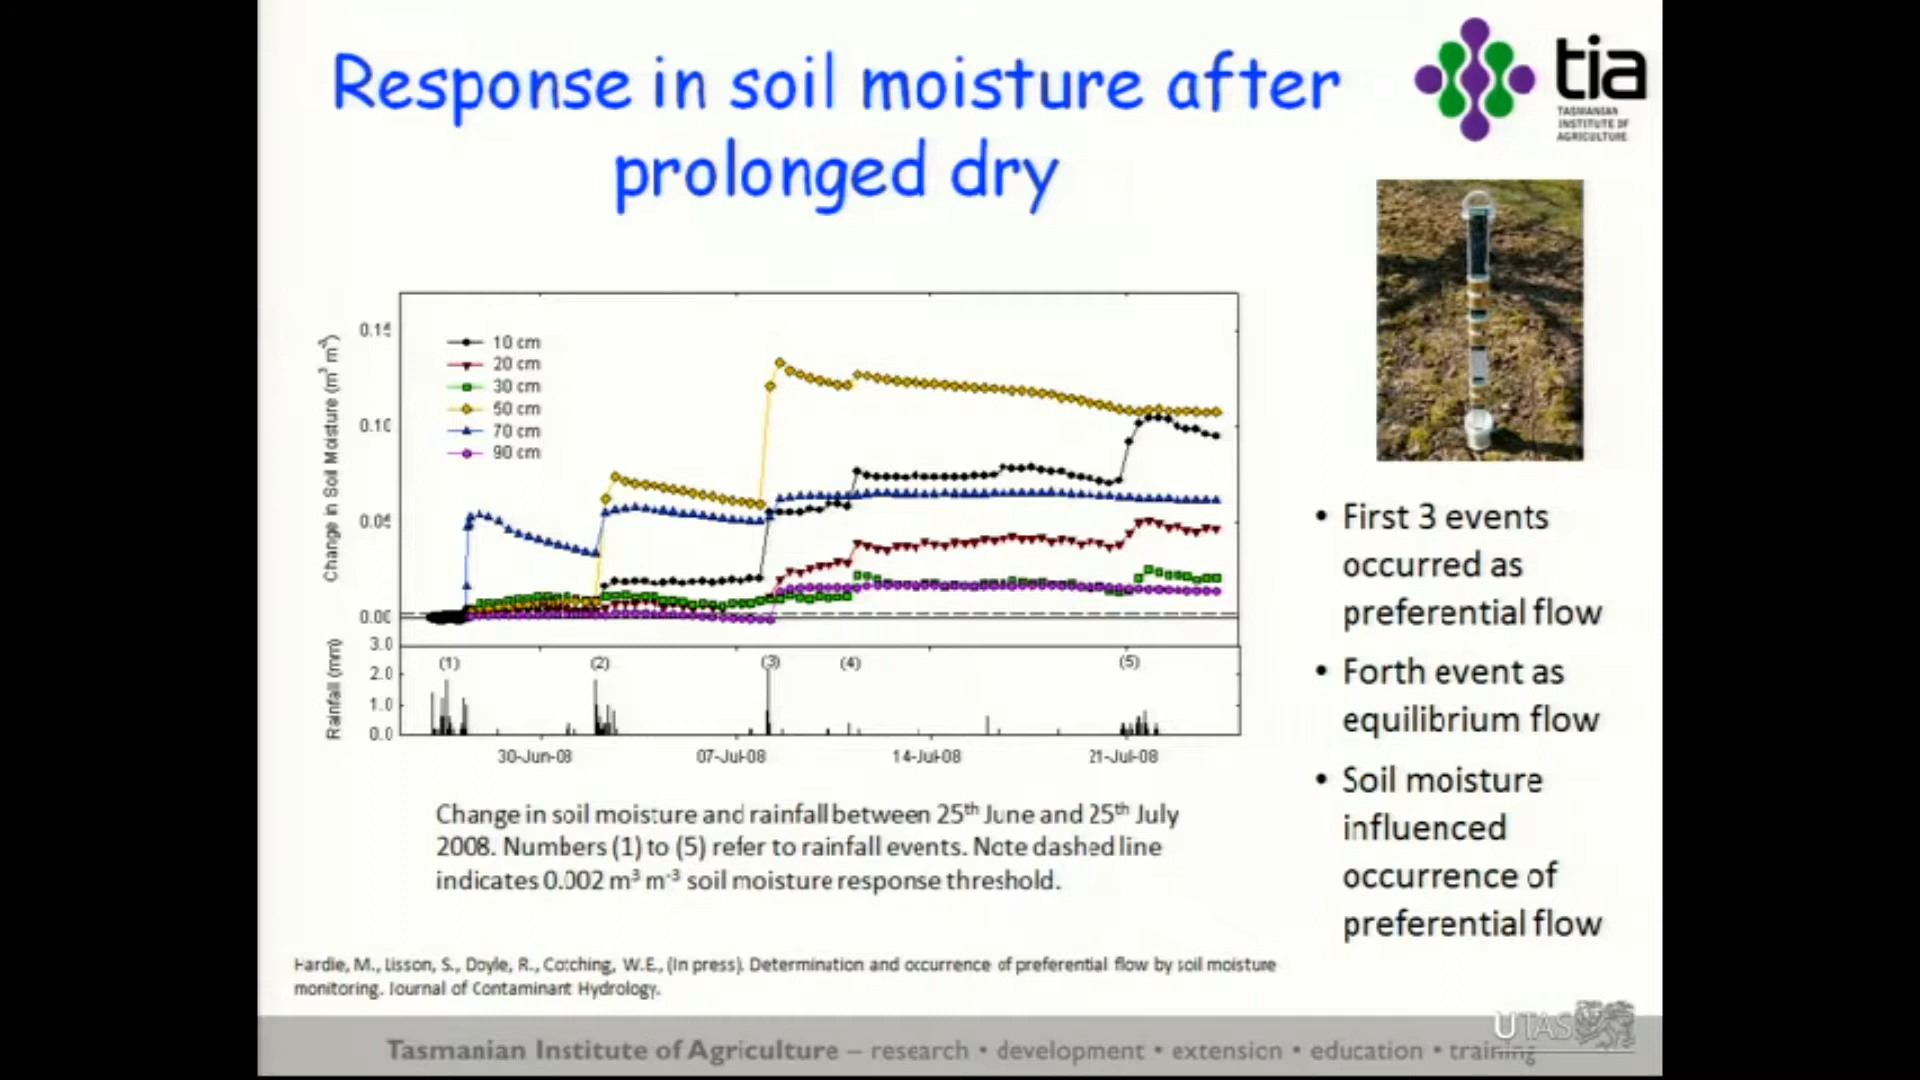 Response in soil moisture after
prolonged dry
tia
TASMANIAN
INSTITUTE OF
AGRICULTURE
Change in Soil Moisture (m³ m⁻³)
0.15
0.10
0.05
0.00
10 cm
20 cm
30 cm
50 cm
70 cm
90 cm
Rainfall (mm)
3.0
2.0
1.0
0.0
(1) (2) (3) (4) (5)
30-Jun-08 07-Jul-08 14-Jul-08 21-Jul-08
Change in soil moisture and rainfall between 25th June and 25th July
2008. Numbers (1) to (5) refer to rainfall events. Note dashed line
indicates 0.002 m³ m⁻³ soil moisture response threshold.
• First 3 events
occurred as
preferential flow
• Forth event as
equilibrium flow
• Soil moisture
influenced
occurrence of
preferential flow
Hardie, M., Lisson, S., Doyle, R., Cotching, W.E., (In press). Determination and occurrence of preferential flow by soil moisture
monitoring. Journal of Contaminant Hydrology.
UTAS
Tasmanian Institute of Agriculture – research • development • extension • education • training